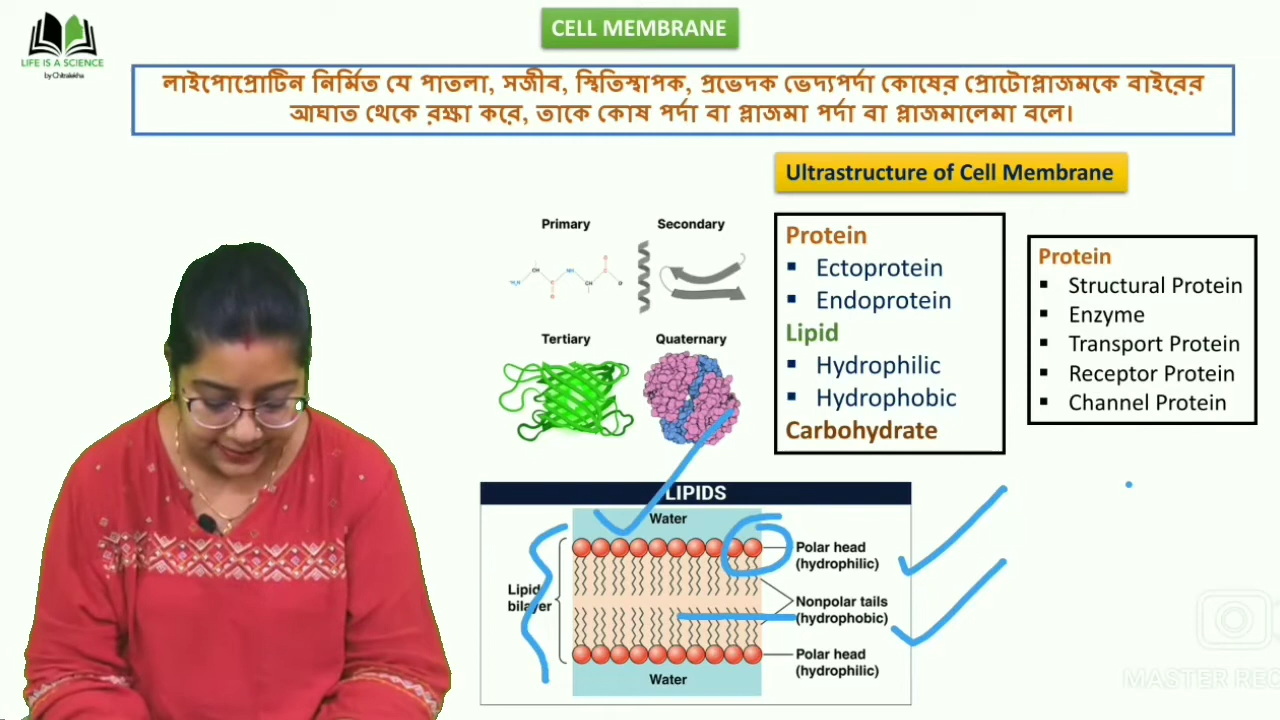 LIFE IS A SCIENCE
by Chitralekha
CELL MEMBRANE
লাইপোপ্রোটিন নির্মিত যে পাতলা, সজীব, স্থিতিস্থাপক, প্রভেদক ভেদ্যপর্দা কোষের প্রোটোপ্লাজমকে বাইরের
আঘাত থেকে রক্ষা করে, তাকে কোষ পর্দা বা প্লাজমা পর্দা বা প্লাজমালেমা বলে।
Ultrastructure of Cell Membrane
Primary
Secondary
Tertiary
Quaternary
Protein
▪ Ectoprotein
▪ Endoprotein
Lipid
▪ Hydrophilic
▪ Hydrophobic
Carbohydrate
Protein
▪ Structural Protein
▪ Enzyme
▪ Transport Protein
▪ Receptor Protein
▪ Channel Protein
LIPIDS
Water
Polar head
(hydrophilic)
Lipid
bilayer
Nonpolar tails
(hydrophobic)
Polar head
(hydrophilic)
Water
MASTER REC